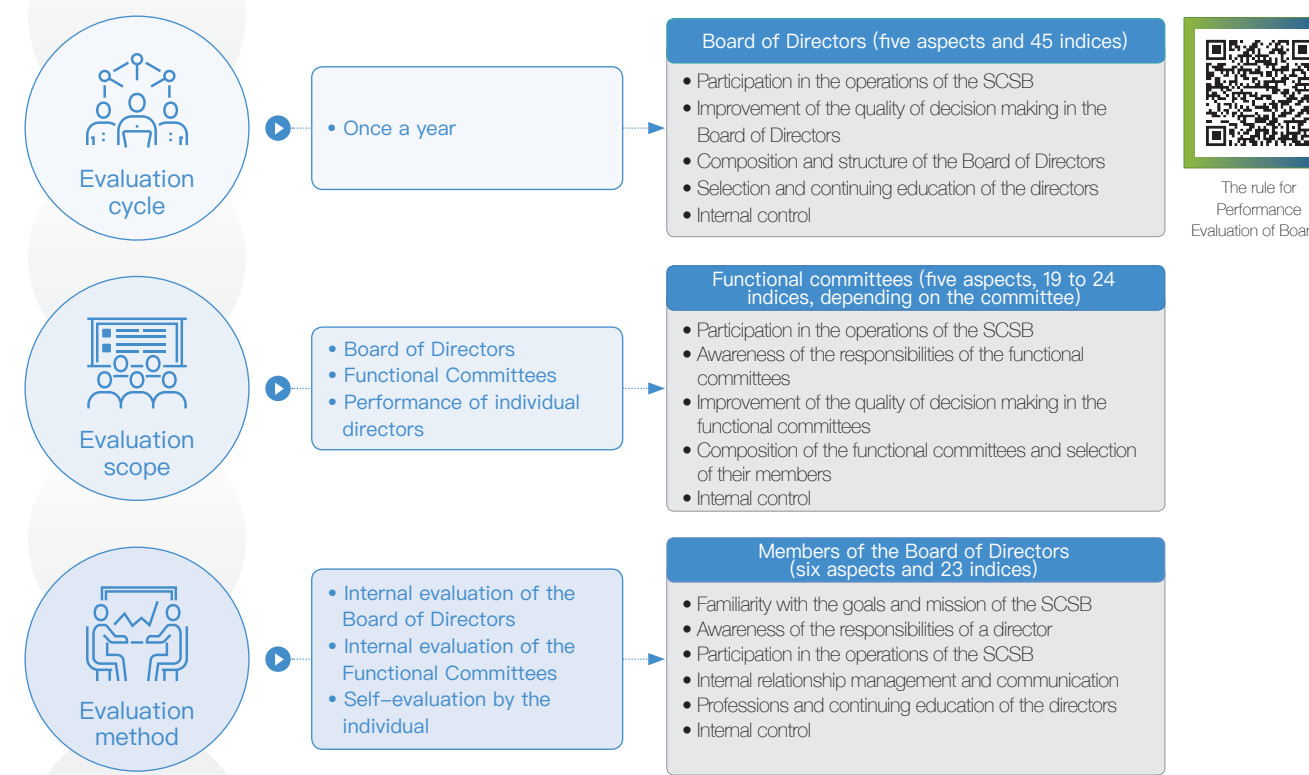 Evaluation
cycle
• Once a year
Board of Directors (five aspects and 45 indices)
• Participation in the operations of the SCSB
• Improvement of the quality of decision making in the
Board of Directors
• Composition and structure of the Board of Directors
• Selection and continuing education of the directors
• Internal control
The rule for
Performance
Evaluation of Boar
Evaluation
scope
• Board of Directors
• Functional Committees
• Performance of individual
directors
Functional committees (five aspects, 19 to 24
indices, depending on the committee)
• Participation in the operations of the SCSB
• Awareness of the responsibilities of the functional
committees
• Improvement of the quality of decision making in the
functional committees
• Composition of the functional committees and selection
of their members
• Internal control
Evaluation
method
• Internal evaluation of the
Board of Directors
• Internal evaluation of the
Functional Committees
• Self-evaluation by the
individual
Members of the Board of Directors
(six aspects and 23 indices)
• Familiarity with the goals and mission of the SCSB
• Awareness of the responsibilities of a director
• Participation in the operations of the SCSB
• Internal relationship management and communication
• Professions and continuing education of the directors
• Internal control